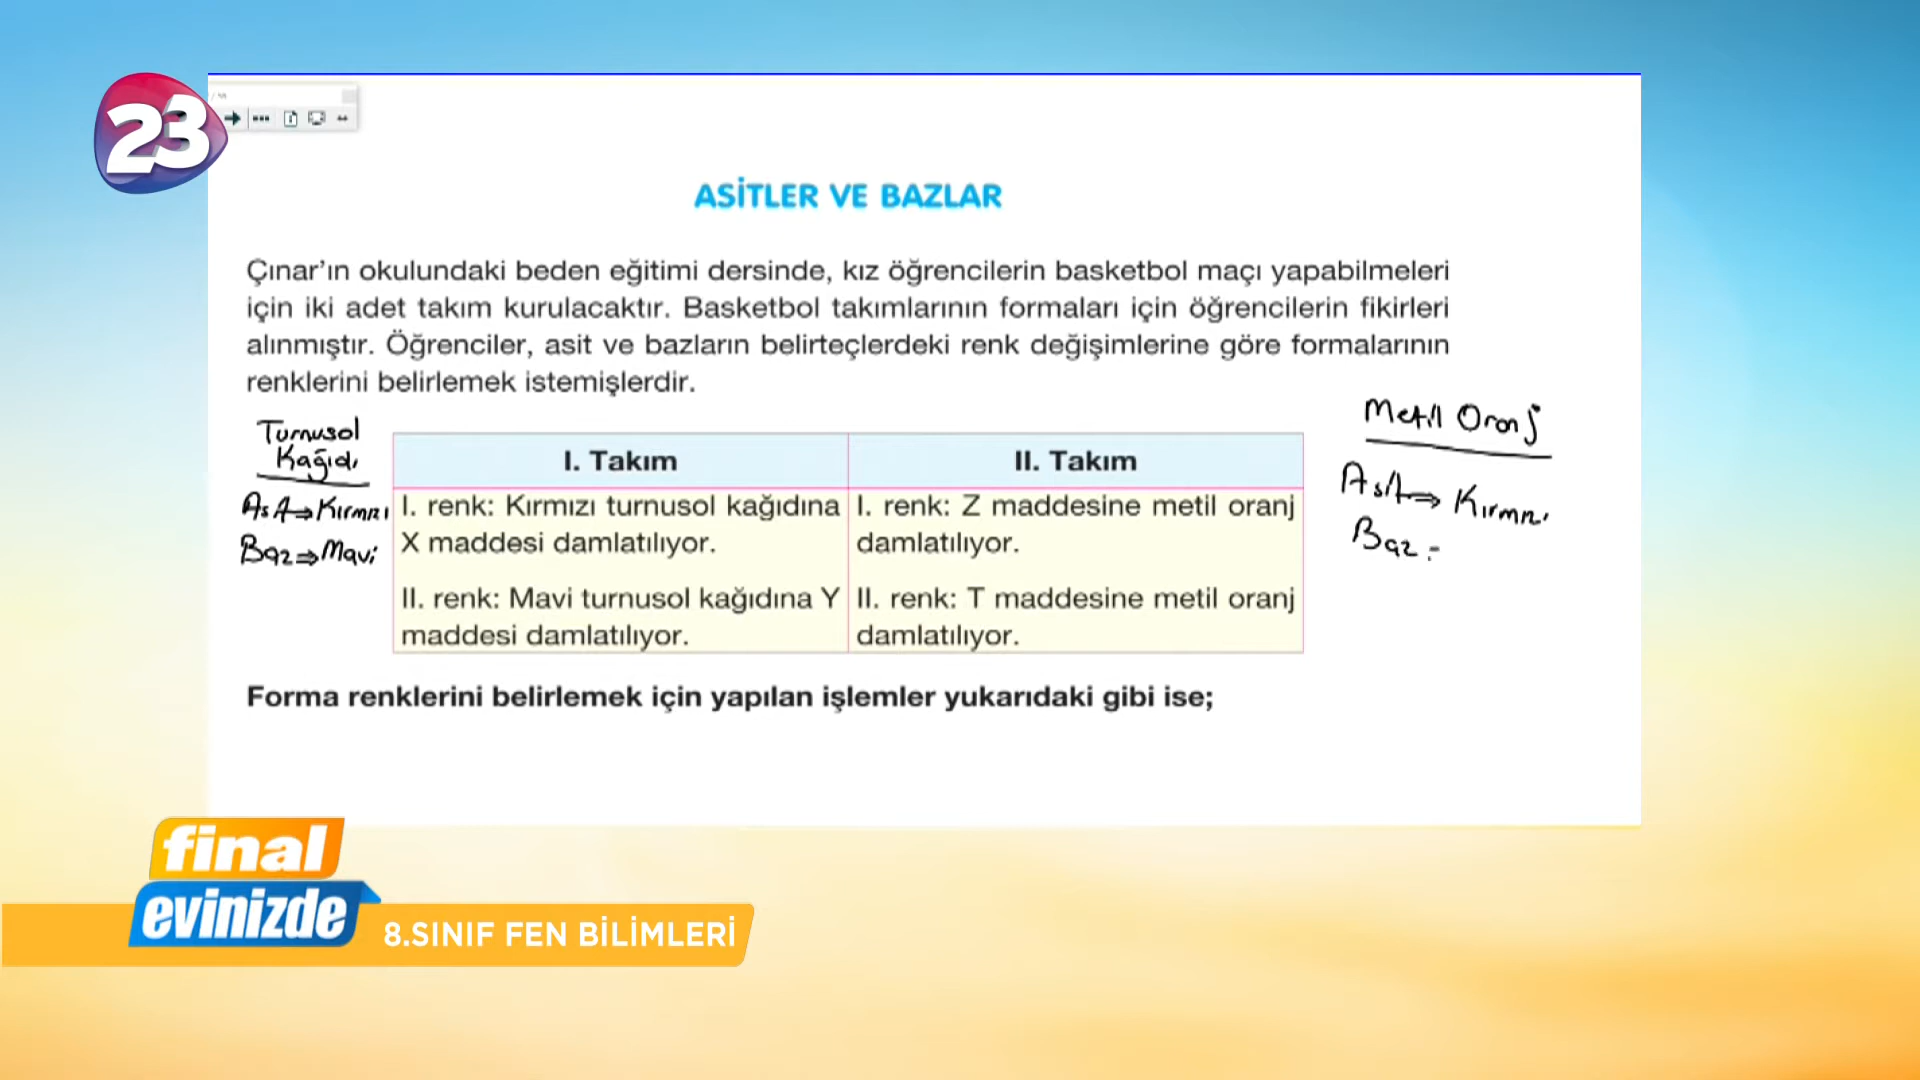 23
ASİTLER VE BAZLAR
Çınar'ın okulundaki beden eğitimi dersinde, kız öğrencilerin basketbol maçı yapabilmeleri
için iki adet takım kurulacaktır. Basketbol takımlarının formaları için öğrencilerin fikirleri
alınmıştır. Öğrenciler, asit ve bazların belirteçlerdeki renk değişimlerine göre formalarının
renklerini belirlemek istemişlerdir.
Turnusol
Kağıdı
Asit ⇒ Kırmızı
Baz ⇒ Mavi
I. Takım
I. renk: Kırmızı turnusol kağıdına
X maddesi damlatılıyor.
II. renk: Mavi turnusol kağıdına Y
maddesi damlatılıyor.
II. Takım
I. renk: Z maddesine metil oranj
damlatılıyor.
II. renk: T maddesine metil oranj
damlatılıyor.
Metil Oranj
Asit ⇒ Kırmızı
Baz =
Forma renklerini belirlemek için yapılan işlemler yukarıdaki gibi ise;
final
evinizde
8.SINIF FEN BİLİMLERİ